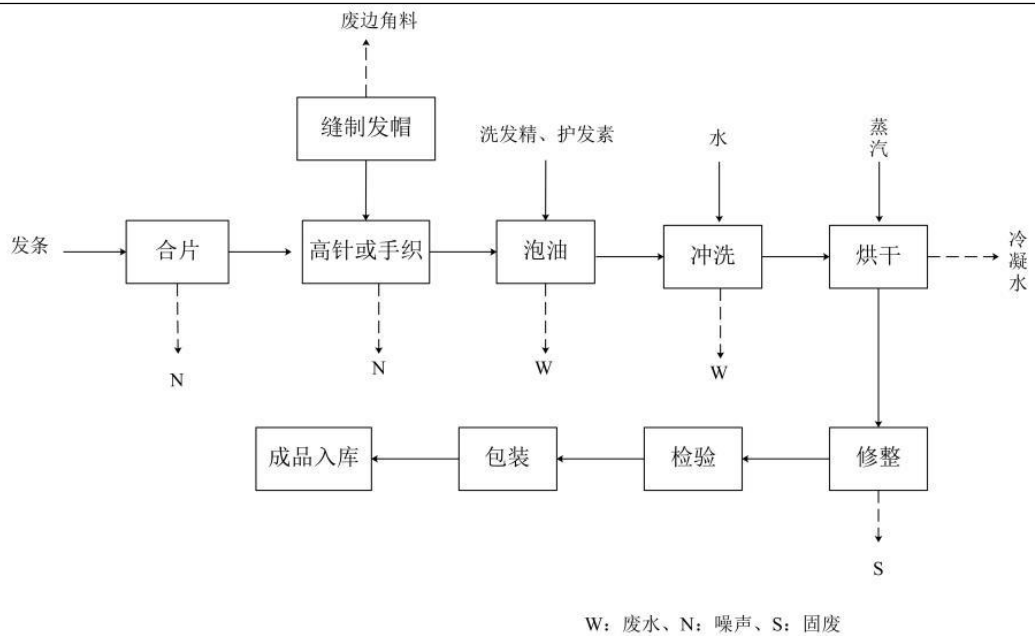 废边角料
缝制发帽
洗发精、护发素
水
蒸汽
发条
合片
高针或手织
泡油
冲洗
烘干
冷凝水
N
N
W
W
成品入库
包装
检验
修整
S
W：废水、N：噪声、S：固废